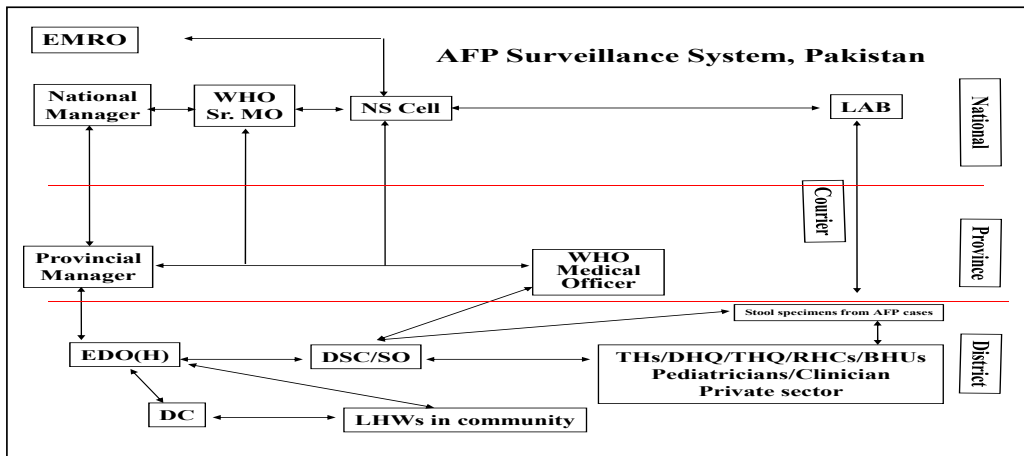 EMRO
AFP Surveillance System, Pakistan
National
Manager
WHO
Sr. MO
NS Cell
LAB
National
Courier
Provincial
Manager
WHO
Medical
Officer
Province
Stool specimens from AFP cases
EDO(H)
DSC/SO
THs/DHQ/THQ/RHCs/BHUs
Pediatricians/Clinician
Private sector
District
DC
LHWs in community